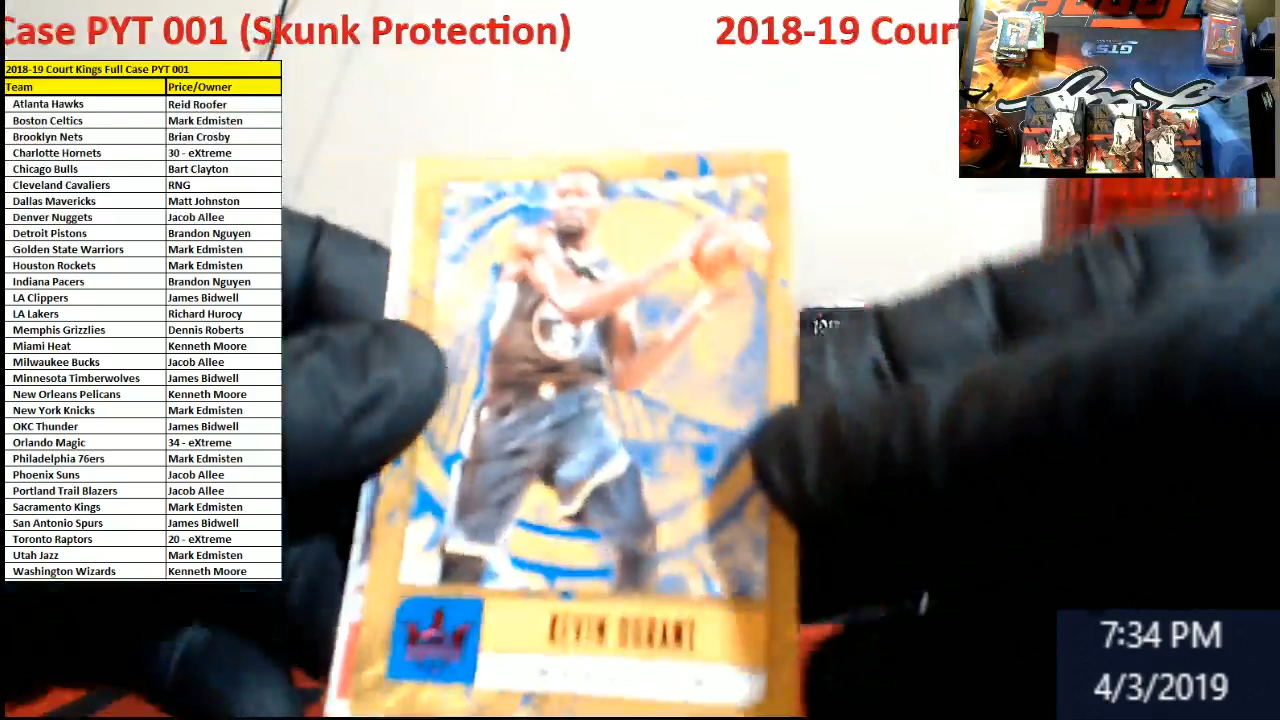 Case PYT 001 (Skunk Protection) 2018-19 Cour
2018-19 Court Kings Full Case PYT 001
Team Price/Owner
Atlanta Hawks Reid Roofer
Boston Celtics Mark Edmisten
Brooklyn Nets Brian Crosby
Charlotte Hornets 30 - eXtreme
Chicago Bulls Bart Clayton
Cleveland Cavaliers RNG
Dallas Mavericks Matt Johnston
Denver Nuggets Jacob Allee
Detroit Pistons Brandon Nguyen
Golden State Warriors Mark Edmisten
Houston Rockets Mark Edmisten
Indiana Pacers Brandon Nguyen
LA Clippers James Bidwell
LA Lakers Richard Hurocy
Memphis Grizzlies Dennis Roberts
Miami Heat Kenneth Moore
Milwaukee Bucks Jacob Allee
Minnesota Timberwolves James Bidwell
New Orleans Pelicans Kenneth Moore
New York Knicks Mark Edmisten
OKC Thunder James Bidwell
Orlando Magic 34 - eXtreme
Philadelphia 76ers Mark Edmisten
Phoenix Suns Jacob Allee
Portland Trail Blazers Jacob Allee
Sacramento Kings Mark Edmisten
San Antonio Spurs James Bidwell
Toronto Raptors 20 - eXtreme
Utah Jazz Mark Edmisten
Washington Wizards Kenneth Moore
GTS
KEVIN DURANT
7:34 PM
4/3/2019